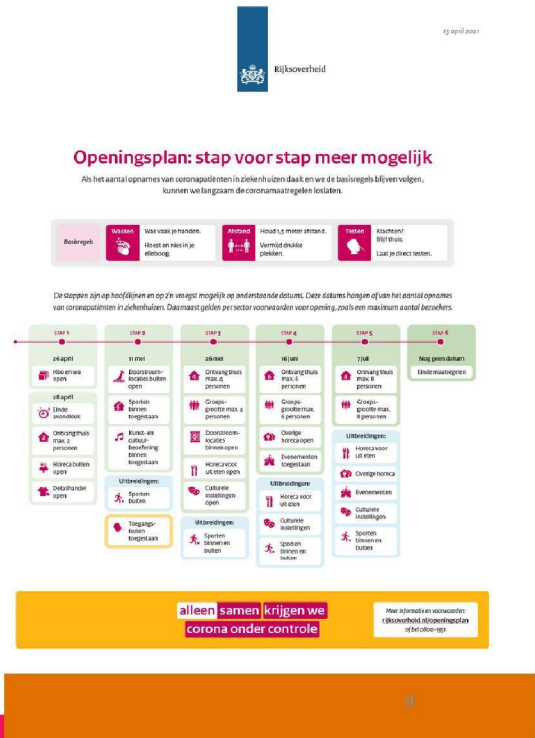 13 april 2021
Rijksoverheid
Openingsplan: stap voor stap meer mogelijk
Als het aantal opnames van coronapatiënten in ziekenhuizen daalt en we de basisregels blijven volgen,
kunnen we langzaam de coronamaatregelen loslaten.
Basisregels
Wassen
Was vaak je handen.
Hoest en nies in je
elleboog.
Afstand
Houd 1,5 meter afstand.
Vermijd drukke
plekken.
Testen
Klachten?
Blijf thuis.
Laat je direct testen.
De stappen zijn op hoofdlijnen en op z'n vroegst mogelijk op onderstaande datums. Deze datums hangen af van het aantal opnames
van coronapatiënten in ziekenhuizen. Daarnaast gelden per sector voorwaarden voor opening, zoals een maximum aantal bezoekers.
STAP 1
26 april
Hbo en wo
open
28 april
Einde
avondklok
Ontvang thuis
max. 2
personen
Horeca buiten
open
Detailhandel
open
STAP 2
11 mei
Doorstroom-
locaties buiten
open
Sporten
binnen
toegestaan
Kunst- en
cultuur-
beoefening
binnen
toegestaan
Uitbreidingen:
Sporten
buiten
Toegangs-
testen
toegestaan
STAP 3
26 mei
Ontvang thuis
max. 4
personen
Groeps-
grootte max. 4
personen
Doorstroom-
locaties
binnen open
Horeca voor
uit eten open
Culturele
instellingen
open
Uitbreidingen:
Sporten
binnen en
buiten
STAP 4
16 juni
Ontvang thuis
max. 6
personen
Groeps-
grootte max.
6 personen
Overige
horeca open
Evenementen
toegestaan
Uitbreidingen:
Horeca voor
uit eten
Culturele
instellingen
Sporten
binnen en
buiten
STAP 5
7 juli
Ontvang thuis
max. 8
personen
Groeps-
grootte max.
8 personen
Uitbreidingen:
Horeca voor
uit eten
Overige horeca
Evenementen
Culturele
instellingen
Sporten
binnen en
buiten
STAP 6
Nog geen datum
Einde maatregelen
alleen samen krijgen we
corona onder controle
Meer informatie en voorwaarden:
rijksoverheid.nl/openingsplan
of bel 0800-1351
9